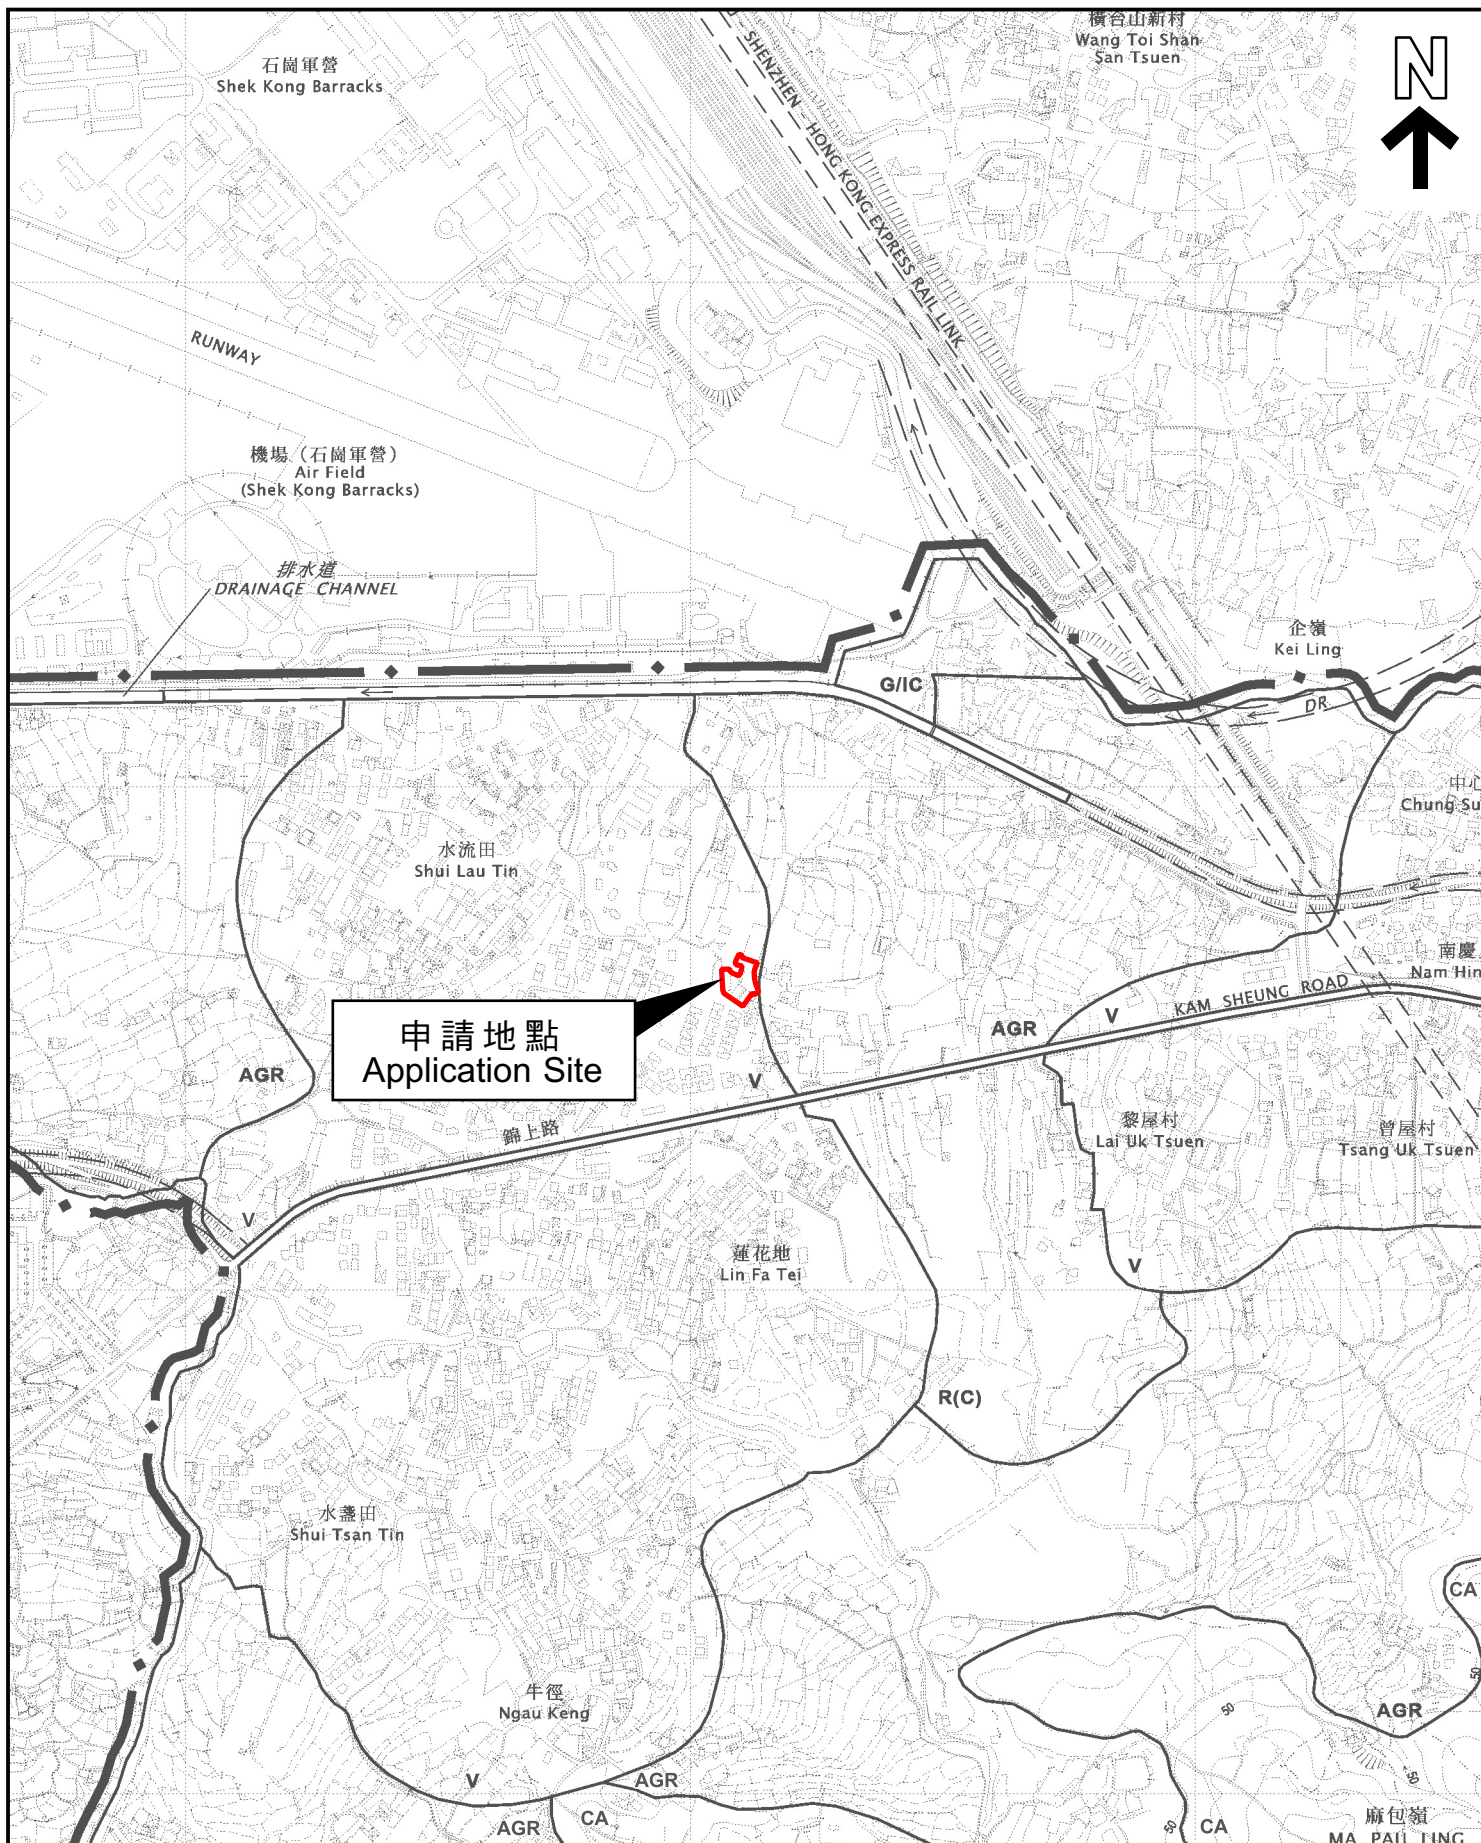 橫台山新村
Wang Toi Shan
San Tsuen
N
石崗軍營
Shek Kong Barracks
SHENZHEN - HONG KONG EXPRESS RAIL LINK
RUNWAY
機場（石崗軍營）
Air Field
(Shek Kong Barracks)
排水道
DRAINAGE CHANNEL
企嶺
Kei Ling
G/IC
DR
中心
Chung Su
水流田
Shui Lau Tin
南慶
Nam Hin
KAM SHEUNG ROAD
V
AGR
申請地點
Application Site
AGR
V
錦上路
黎屋村
Lai Uk Tsuen
曾屋村
Tsang Uk Tsuen
V
蓮花地
Lin Fa Tei
V
R(C)
水盞田
Shui Tsan Tin
CA
50
牛徑
Ngau Keng
50
AGR
V
AGR
50
AGR
CA
50
CA
麻包嶺
MA PAU LING